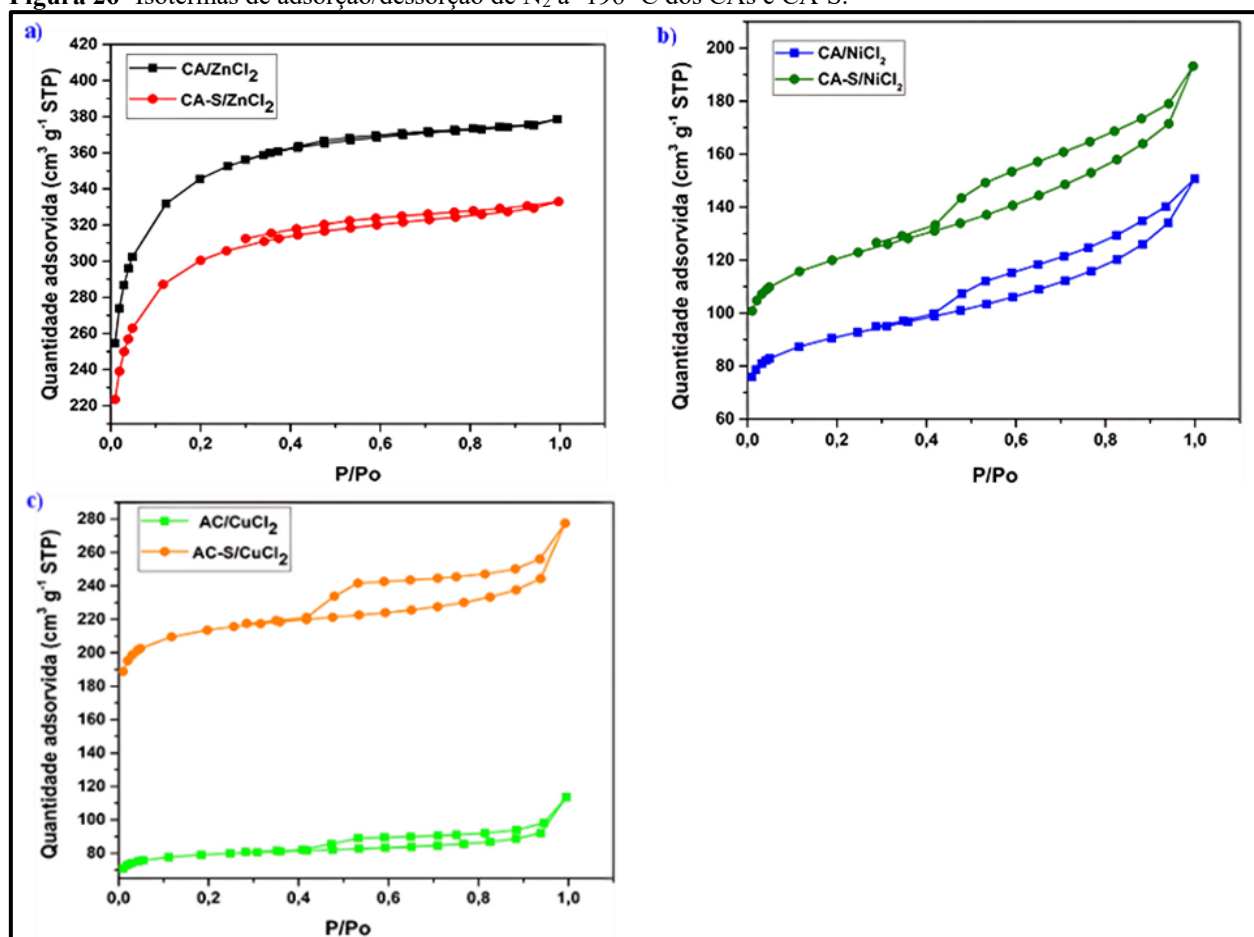 Figura 26- Isotermas de adsorção/dessorção de N2 a -196 °C dos CAs e CA-S.
a)
420
400
380
360
340
320
300
280
260
240
220
0,0 0,2 0,4 0,6 0,8 1,0
P/Po
Quantidade adsorvida (cm3 g-1 STP)
CA/ZnCl2
CA-S/ZnCl2
b)
200
180
160
140
120
100
80
60
0,0 0,2 0,4 0,6 0,8 1,0
P/Po
Quantidade adsorvida (cm3 g-1 STP)
CA/NiCl2
CA-S/NiCl2
c)
280
260
240
220
200
180
160
140
120
100
80
0,0 0,2 0,4 0,6 0,8 1,0
P/Po
Quantidade adsorvida (cm3 g-1 STP)
AC/CuCl2
AC-S/CuCl2